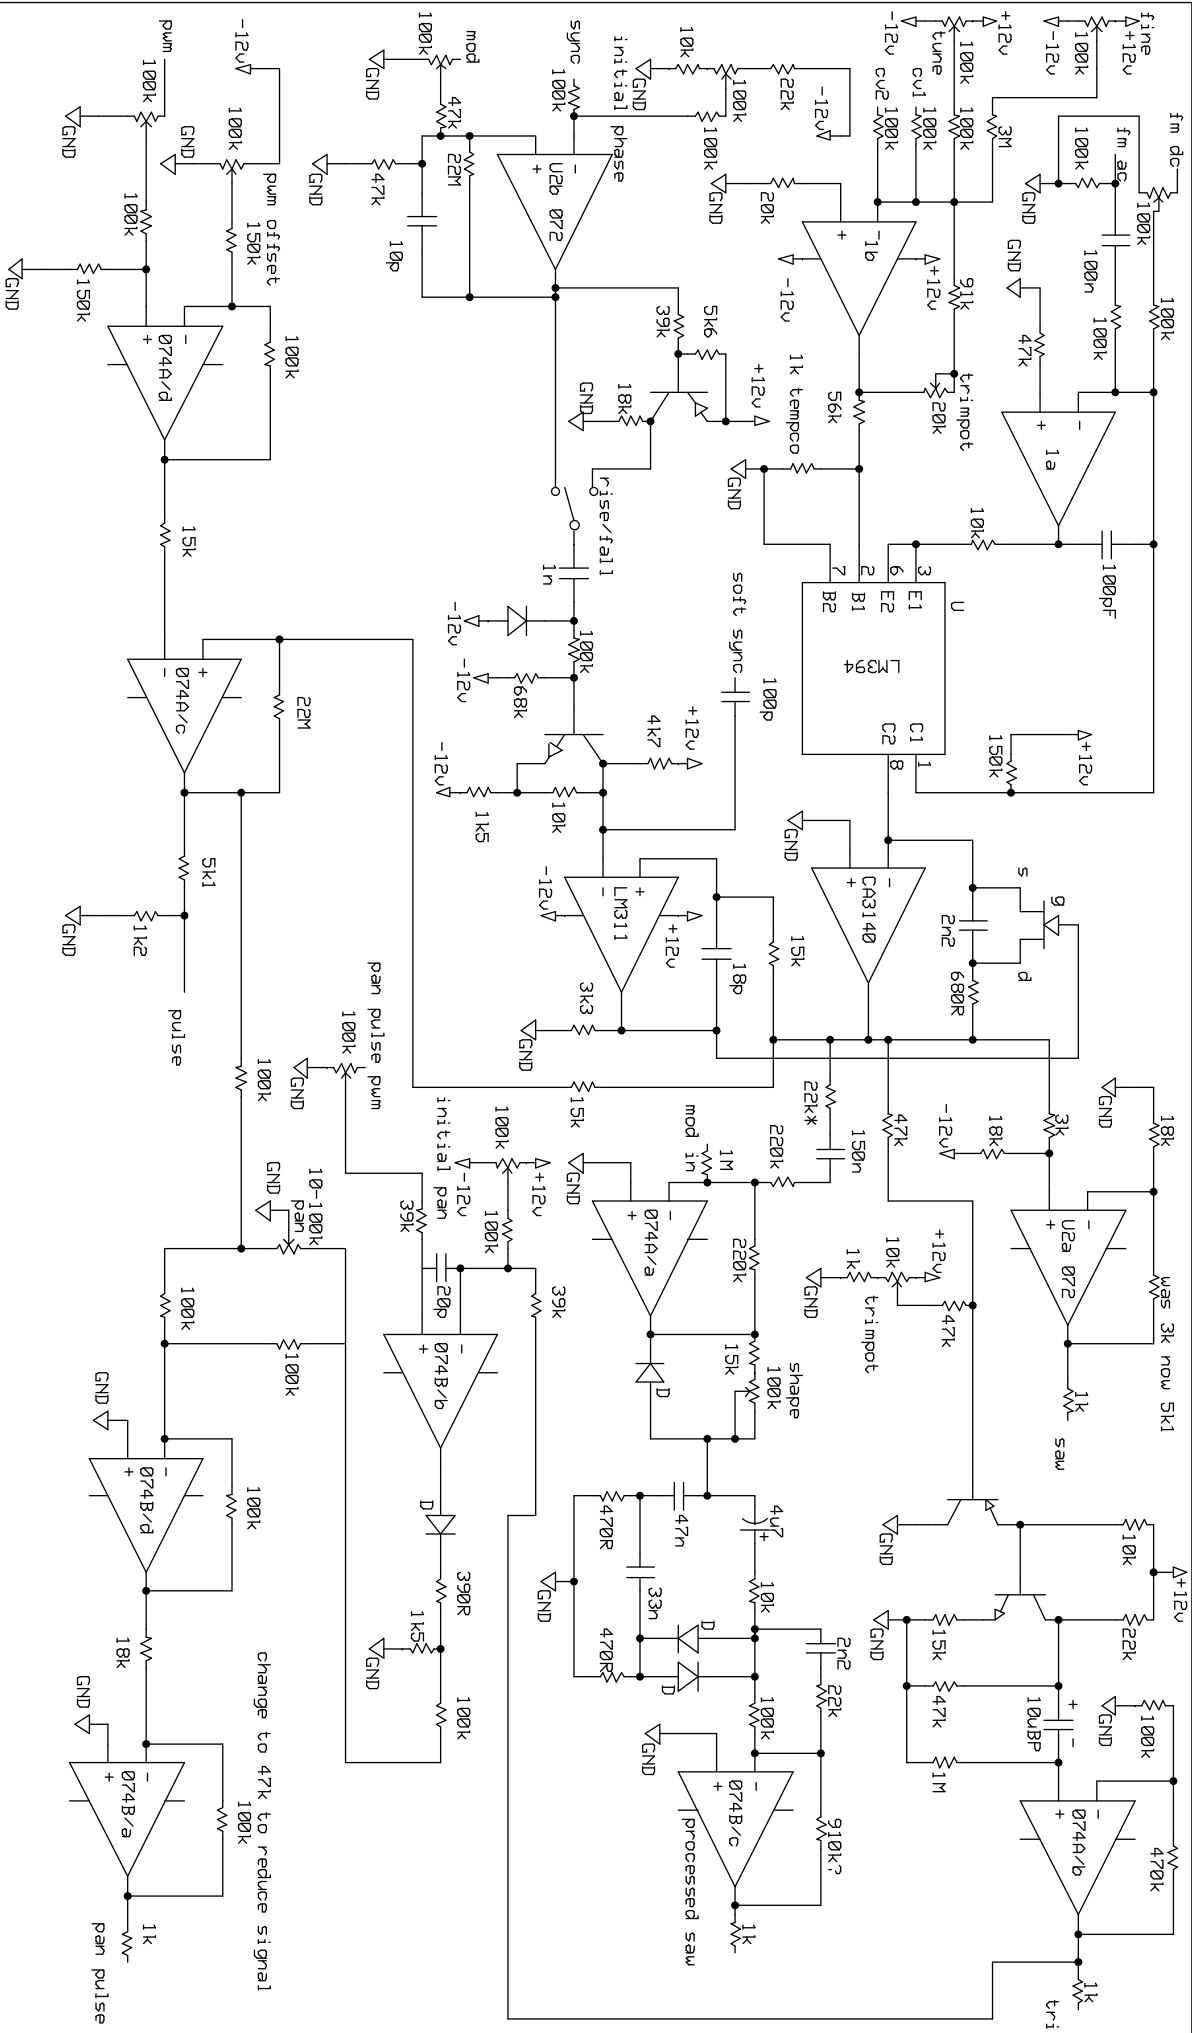 fine
+12v
-12v
100k
+12v
-12v
tune
100k
fm dc
100k
fm ac
100k
GND
100n
100k
100k
3M
100k
cv1
100k
cv2
100k
GND
47k
1a
-
+
100pF
10k
91k
trimpot
20k
-1b
+
+12v
-12v
20k
GND
56k
1k tempco
GND
U
LM394
3
E1
6
E2
2
B1
7
B2
C1
1
C2
8
150k
+12v
GND
CA3140
-
+
s
g
d
2n2
680R
initial phase
10k
GND
100k
22k
-12v
100k
sync
100k
mod
100k
GND
47k
22M
47k
GND
10p
U2b 072
-
+
39k
5k6
+12v
18k
GND
rise/fall
1n
-12v
100k
68k
-12v
soft sync
100p
4k7
+12v
10k
1k5
-12v
LM311
+
-
+12v
-12v
18p
15k
3k3
GND
15k
GND
18k
3k
18k
-12v
U2a 072
-
+
was 3k now 5k1
1k
saw
47k
47k
+12v
10k
1k
trimpot
GND
22k*
150n
220k
1M
mod in
GND
074A/a
-
+
220k
D
15k
shape
100k
47n
4u7
+
10k
470R
33n
470R
GND
D
D
2n2
22k
100k
GND
074B/c
-
+
910k?
1k
processed saw
GND
10k
+12v
22k
15k
GND
47k
10uBP
+
-
1M
100k
GND
074A/b
-
+
470k
1k
tri
pwm
100k
GND
-12v
100k
GND
pwm offset
150k
100k
150k
GND
074A/d
-
+
100k
15k
074A/c
+
-
22M
5k1
1k2
GND
pulse
100k
pan pulse pwm
100k
GND
initial pan
100k
+12v
-12v
100k
39k
39k
20p
074B/b
-
+
D
390R
1k5
GND
100k
10-100k
pan
GND
100k
100k
GND
074B/d
-
+
100k
18k
GND
074B/a
-
+
100k
change to 47k to reduce signal
1k
pan pulse